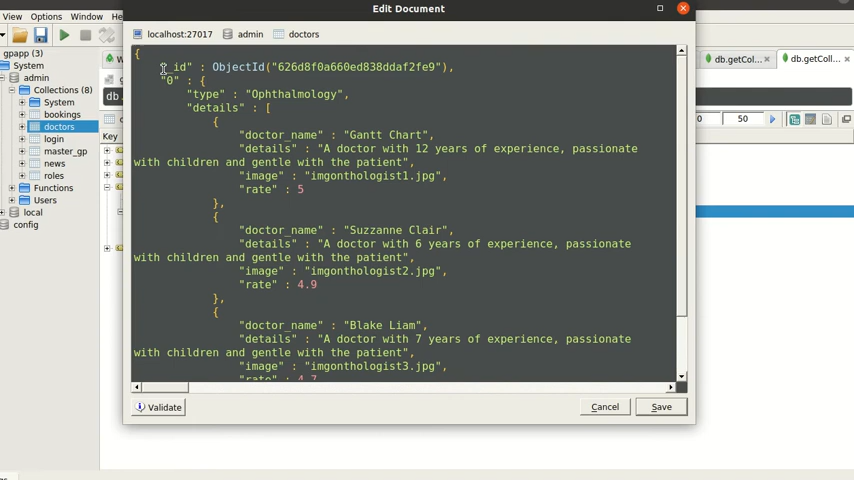 Edit Document
View Options Window H
localhost:27017 admin doctors
gpapp (3)
System
admin
Collections (8)
System
bookings
doctors
login
master_gp
news
roles
Functions
Users
local
config
db.getCol...
db.getColl...
db.
0 50
Key
{
"_id" : ObjectId("626d8f0a660ed838ddaf2fe9"),
"0" : {
"type" : "Ophthalmology",
"details" : [
{
"doctor_name" : "Gantt Chart",
"details" : "A doctor with 12 years of experience, passionate
with children and gentle with the patient",
"image" : "imgonthologist1.jpg",
"rate" : 5
},
{
"doctor_name" : "Suzzanne Clair",
"details" : "A doctor with 6 years of experience, passionate
with children and gentle with the patient",
"image" : "imgonthologist2.jpg",
"rate" : 4.9
},
{
"doctor_name" : "Blake Liam",
"details" : "A doctor with 7 years of experience, passionate
with children and gentle with the patient",
"image" : "imgonthologist3.jpg",
"rate" : 4.7
Validate Cancel Save